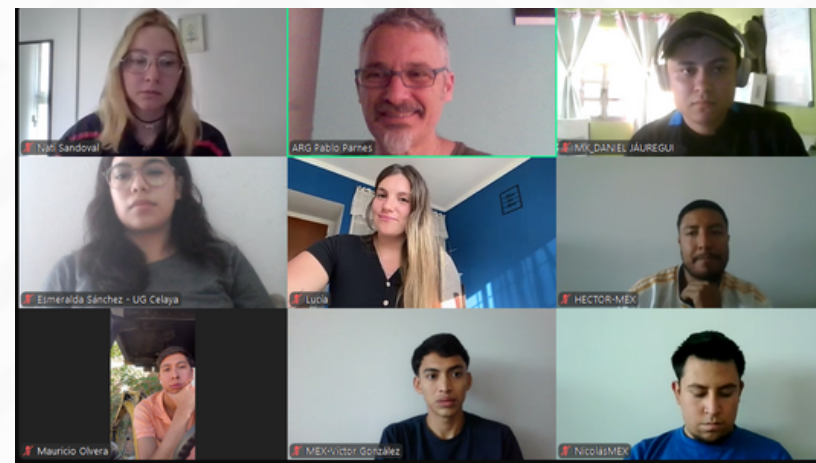 Nati Sandoval
ARG Pablo Parnes
MX_DANIEL JÁUREGUI
Esmeralda Sánchez - UG Celaya
Lucía
HECTOR-MEX
Mauricio Olvera
MEX-Víctor González
NicolásMEX